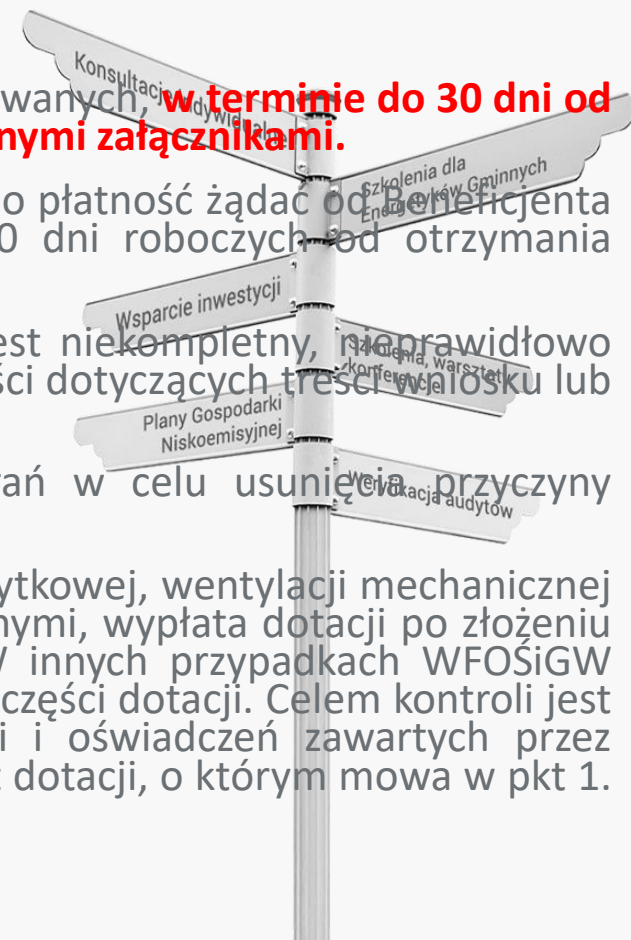 wanych, w terminie do 30 dni od
nymi załącznikami.
o płatność żądać od Beneficjenta
0 dni roboczych od otrzymania
est niekompletny, nieprawidłowo
ści dotyczących treści wniosku lub
ań w celu usunięcia przyczyny
ytkowej, wentylacji mechanicznej
nymi, wypłata dotacji po złożeniu
innych przypadkach WFOŚiGW
części dotacji. Celem kontroli jest
i i oświadczeń zawartych przez
dotacji, o którym mowa w pkt 1.
Konsultacje indywidualne
Szkolenia dla
Energetyków Gminnych
Wsparcie inwestycji
Szkolenia, warsztaty
konferencje
Plany Gospodarki
Niskoemisyjnej
Weryfikacja audytów